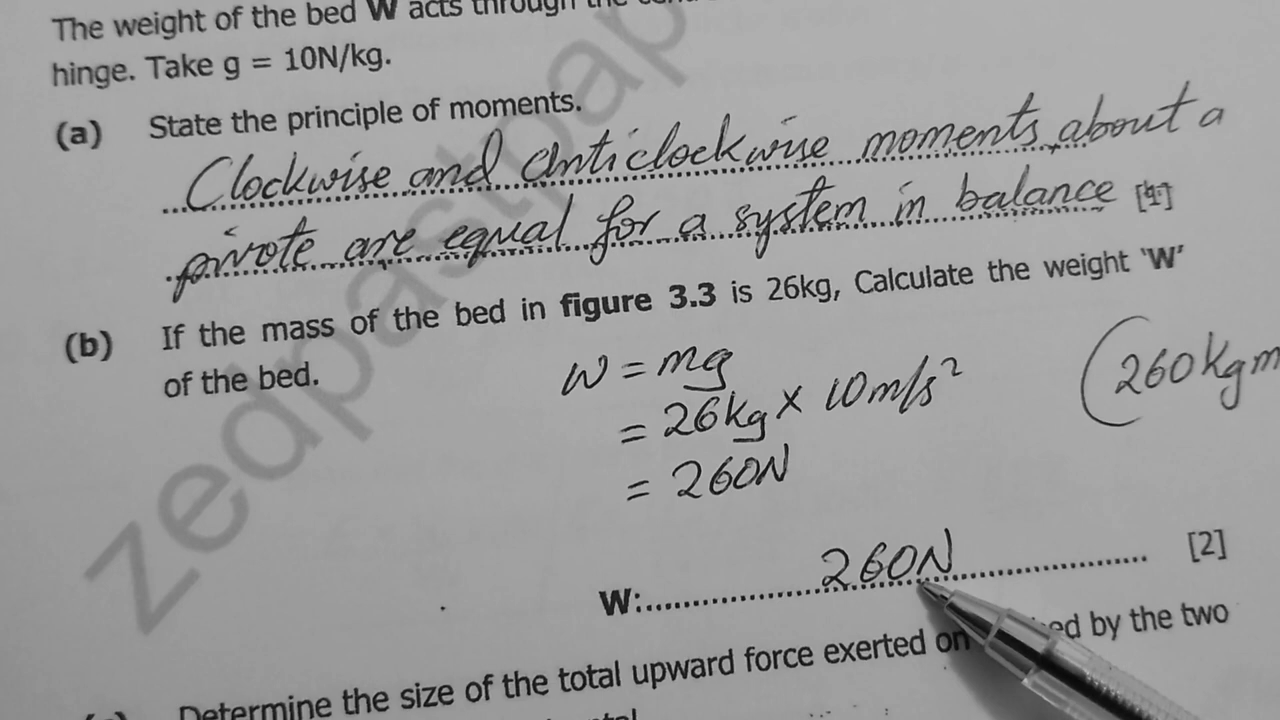 The weight of the bed W acts through the
hinge. Take g = 10N/kg.
(a) State the principle of moments.
Clockwise and anticlockwise moments about a
pivote are equal for a system in balance [1]
(b) If the mass of the bed in figure 3.3 is 26kg, Calculate the weight 'W'
of the bed.
W = mg
= 26kg × 10m/s² (260kgm
= 260N
W:..........260N.......... [2]
Determine the size of the total upward force exerted on by the two
zedpastpap